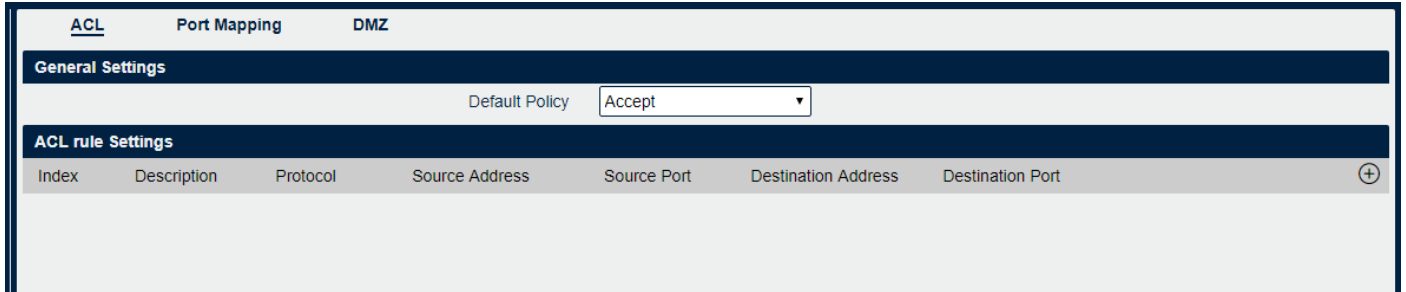 ACL Port Mapping DMZ
General Settings
Default Policy Accept
ACL rule Settings
Index Description Protocol Source Address Source Port Destination Address Destination Port